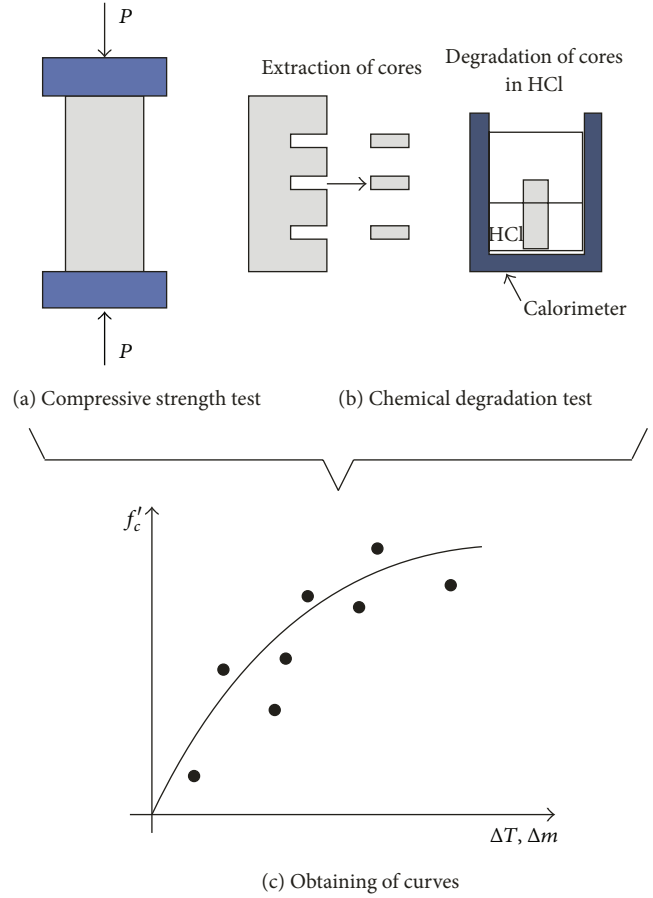 P
Extraction of cores
Degradation of cores
in HCl
HCl
Calorimeter
P
(a) Compressive strength test
(b) Chemical degradation test
f′c
ΔT, Δm
(c) Obtaining of curves